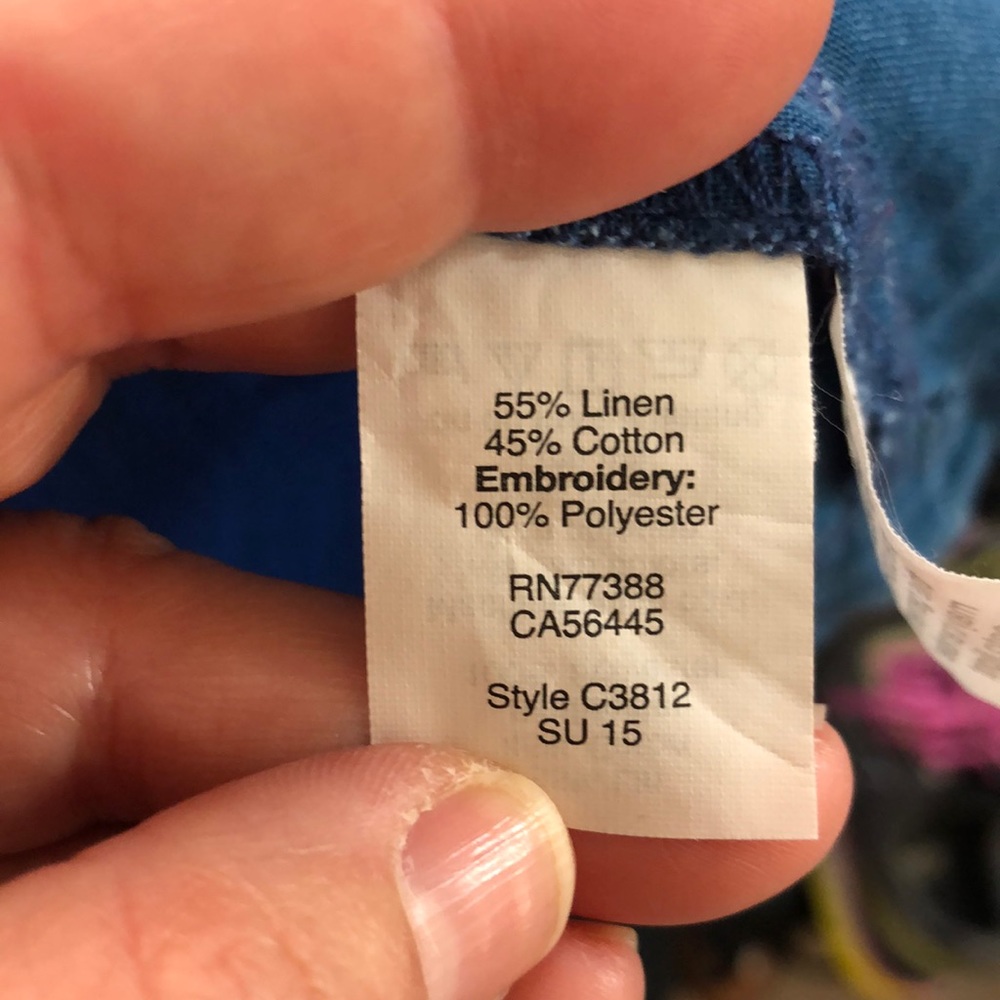 55% Linen
45% Cotton
Embroidery:
100% Polyester
RN77388
CA56445
Style C3812
SU 15